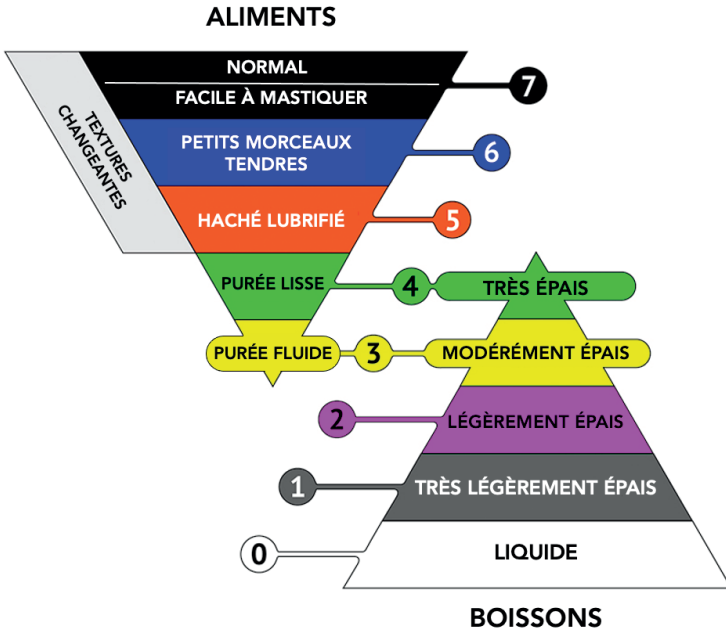 ALIMENTS
NORMAL
FACILE À MASTIQUER
7
TEXTURES
CHANGEANTES
PETITS MORCEAUX
TENDRES
6
HACHÉ LUBRIFIÉ
5
PURÉE LISSE
4
TRÈS ÉPAIS
PURÉE FLUIDE
3
MODÉRÉMENT ÉPAIS
2
LÉGÈREMENT ÉPAIS
1
TRÈS LÉGÈREMENT ÉPAIS
0
LIQUIDE
BOISSONS